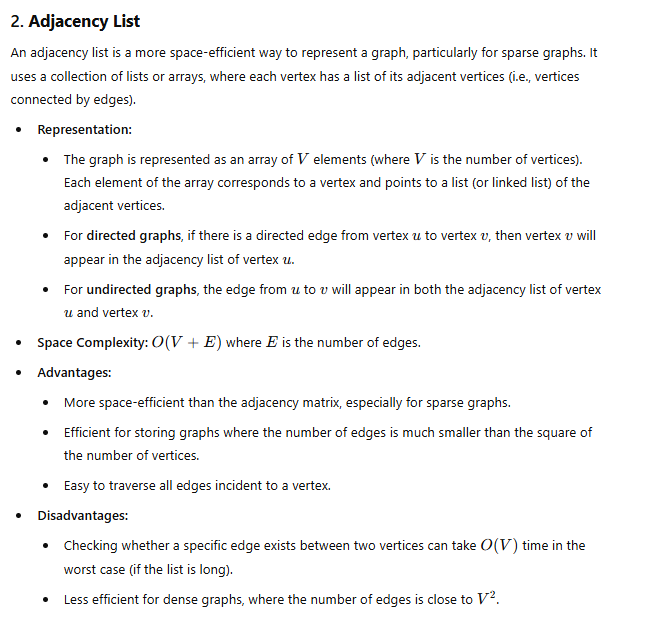 2. Adjacency List
An adjacency list is a more space-efficient way to represent a graph, particularly for sparse graphs. It
uses a collection of lists or arrays, where each vertex has a list of its adjacent vertices (i.e., vertices
connected by edges).
• Representation:
• The graph is represented as an array of V elements (where V is the number of vertices).
Each element of the array corresponds to a vertex and points to a list (or linked list) of the
adjacent vertices.
• For directed graphs, if there is a directed edge from vertex u to vertex v, then vertex v will
appear in the adjacency list of vertex u.
• For undirected graphs, the edge from u to v will appear in both the adjacency list of vertex
u and vertex v.
• Space Complexity: O(V + E) where E is the number of edges.
• Advantages:
• More space-efficient than the adjacency matrix, especially for sparse graphs.
• Efficient for storing graphs where the number of edges is much smaller than the square of
the number of vertices.
• Easy to traverse all edges incident to a vertex.
• Disadvantages:
• Checking whether a specific edge exists between two vertices can take O(V) time in the
worst case (if the list is long).
• Less efficient for dense graphs, where the number of edges is close to V².